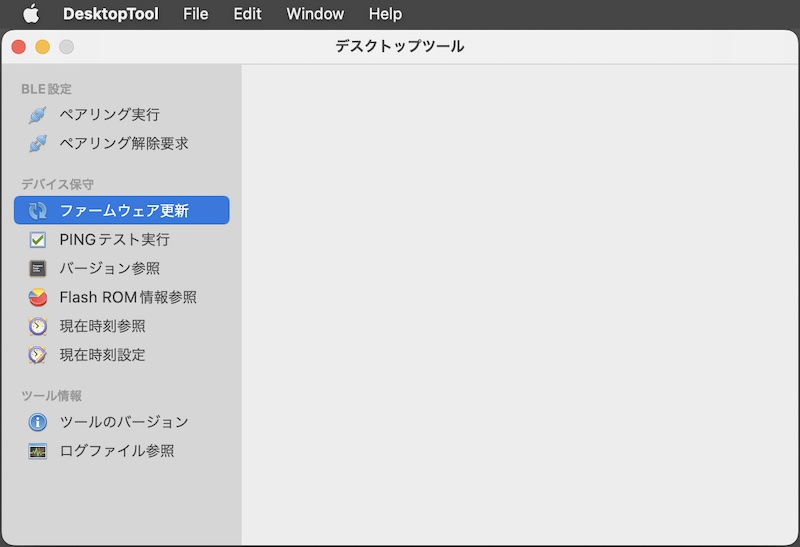 DesktopTool File Edit Window Help
デスクトップツール
BLE設定
ペアリング実行
ペアリング解除要求
デバイス保守
ファームウェア更新
PINGテスト実行
バージョン参照
Flash ROM情報参照
現在時刻参照
現在時刻設定
ツール情報
ツールのバージョン
ログファイル参照